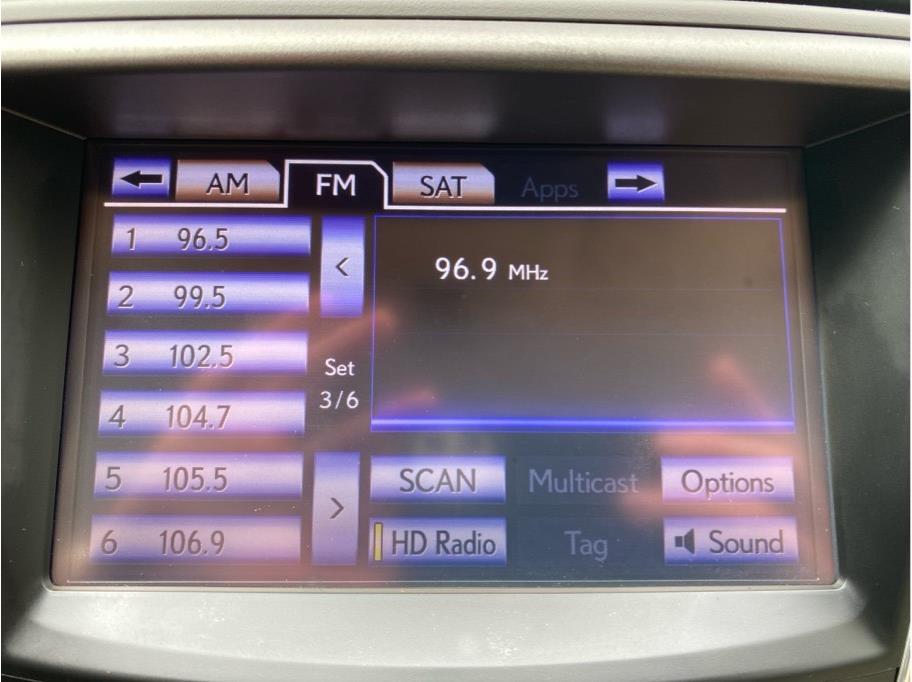 AM FM SAT Apps
1 96.5
2 99.5
3 102.5
4 104.7
5 105.5
6 106.9
<
Set
3/6
>
96.9 MHz
SCAN Multicast Options
HD Radio Tag Sound